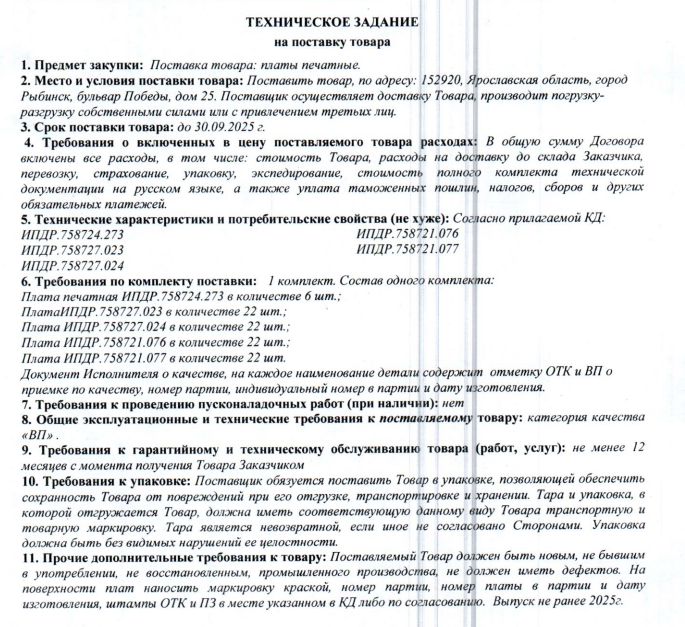 ТЕХНИЧЕСКОЕ ЗАДАНИЕ
на поставку товара
1. Предмет закупки: Поставка товара: платы печатные.
2. Место и условия поставки товара: Поставить товар, по адресу: 152920, Ярославская область, город
Рыбинск, бульвар Победы, дом 25. Поставщик осуществляет доставку Товара, производит погрузку-
разгрузку собственными силами или с привлечением третьих лиц.
3. Срок поставки товара: до 30.09.2025 г.
4. Требования о включенных в цену поставляемого товара расходах: В общую сумму Договора
включены все расходы, в том числе: стоимость Товара, расходы на доставку до склада Заказчика,
перевозку, страхование, упаковку, экспедирование, стоимость полного комплекта технической
документации на русском языке, а также уплата таможенных пошлин, налогов, сборов и других
обязательных платежей.
5. Технические характеристики и потребительские свойства (не хуже): Согласно прилагаемой КД:
ИПДР.758724.273 ИПДР.758721.076
ИПДР.758727.023 ИПДР.758721.077
ИПДР.758727.024
6. Требования по комплекту поставки: 1 комплект. Состав одного комплекта:
Плата печатная ИПДР.758724.273 в количестве 6 шт.;
ПлатаИПДР.758727.023 в количестве 22 шт.;
Плата ИПДР.758727.024 в количестве 22 шт.;
Плата ИПДР.758721.076 в количестве 22 шт.;
Плата ИПДР.758721.077 в количестве 22 шт.
Документ Исполнителя о качестве, на каждое наименование детали содержит отметку ОТК и ВП о
приемке по качеству, номер партии, индивидуальный номер в партии и дату изготовления.
7. Требования к проведению пусконаладочных работ (при наличии): нет
8. Общие эксплуатационные и технические требования к поставляемому товару: категория качества
«ВП» .
9. Требования к гарантийному и техническому обслуживанию товара (работ, услуг): не менее 12
месяцев с момента получения Товара Заказчиком
10. Требования к упаковке: Поставщик обязуется поставить Товар в упаковке, позволяющей обеспечить
сохранность Товара от повреждений при его отгрузке, транспортировке и хранении. Тара и упаковка, в
которой отгружается Товар, должна иметь соответствующую данному виду Товара транспортную и
товарную маркировку. Тара является невозвратной, если иное не согласовано Сторонами. Упаковка
должна быть без видимых нарушений ее целостности.
11. Прочие дополнительные требования к товару: Поставляемый Товар должен быть новым, не бывшим
в употреблении, не восстановленным, промышленного производства, не должен иметь дефектов. На
поверхности плат наносить маркировку краской, номер партии, номер платы в партии и дату
изготовления, штампы ОТК и ПЗ в месте указанном в КД либо по согласованию. Выпуск не ранее 2025г.